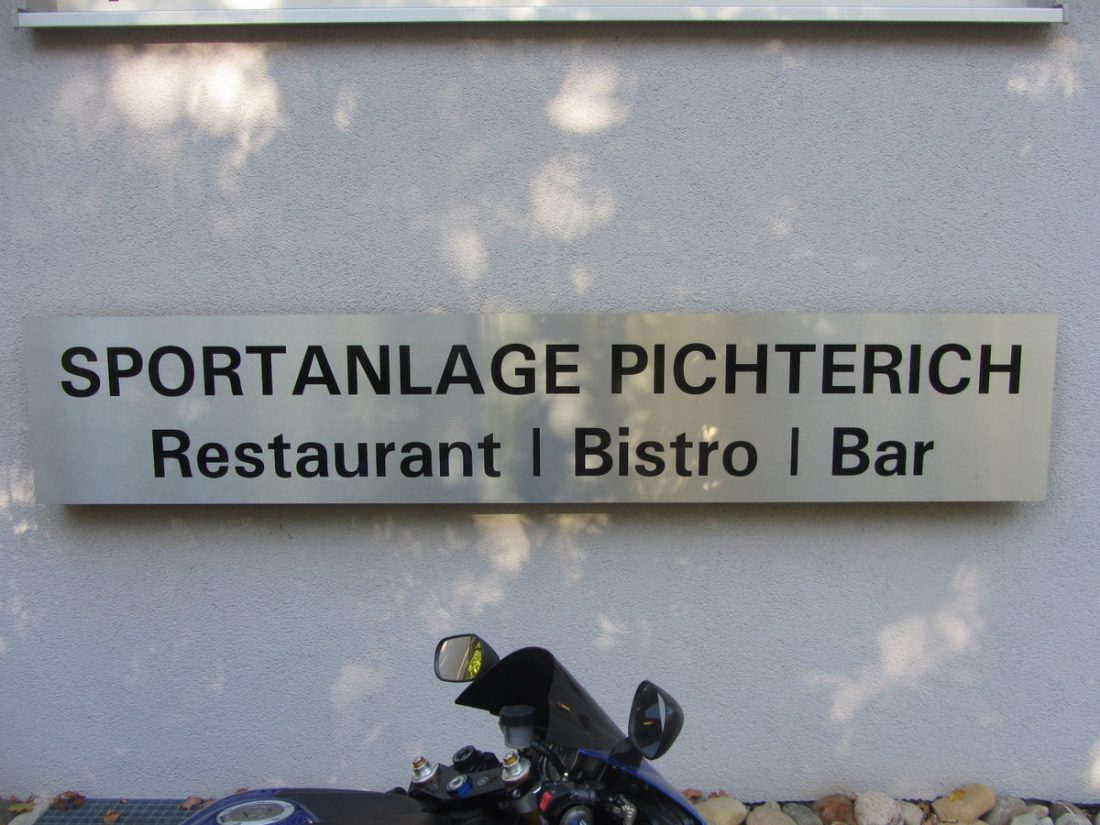 SPORTANLAGE PICHTERICH
Restaurant | Bistro | Bar